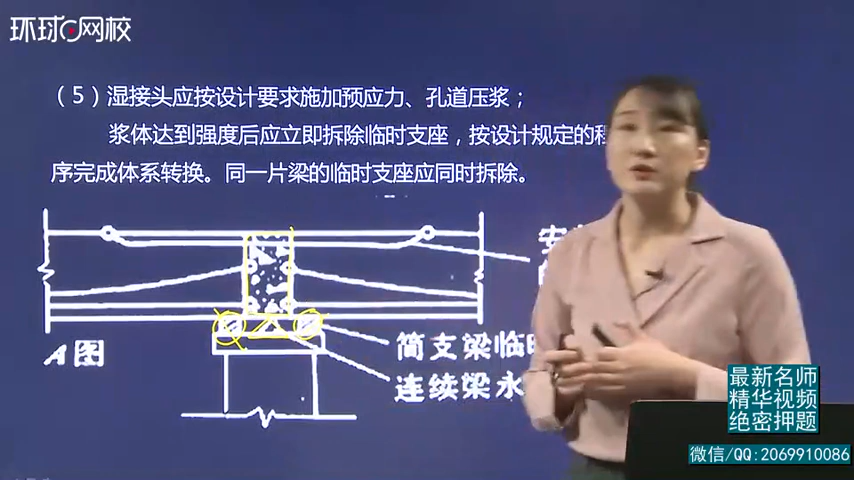 环球网校
（5）湿接头应按设计要求施加预应力、孔道压浆；
浆体达到强度后应立即拆除临时支座，按设计规定的程
序完成体系转换。同一片梁的临时支座应同时拆除。
A图
简支梁临
连续梁永
最新名师
精华视频
绝密押题
微信/QQ:2069910086